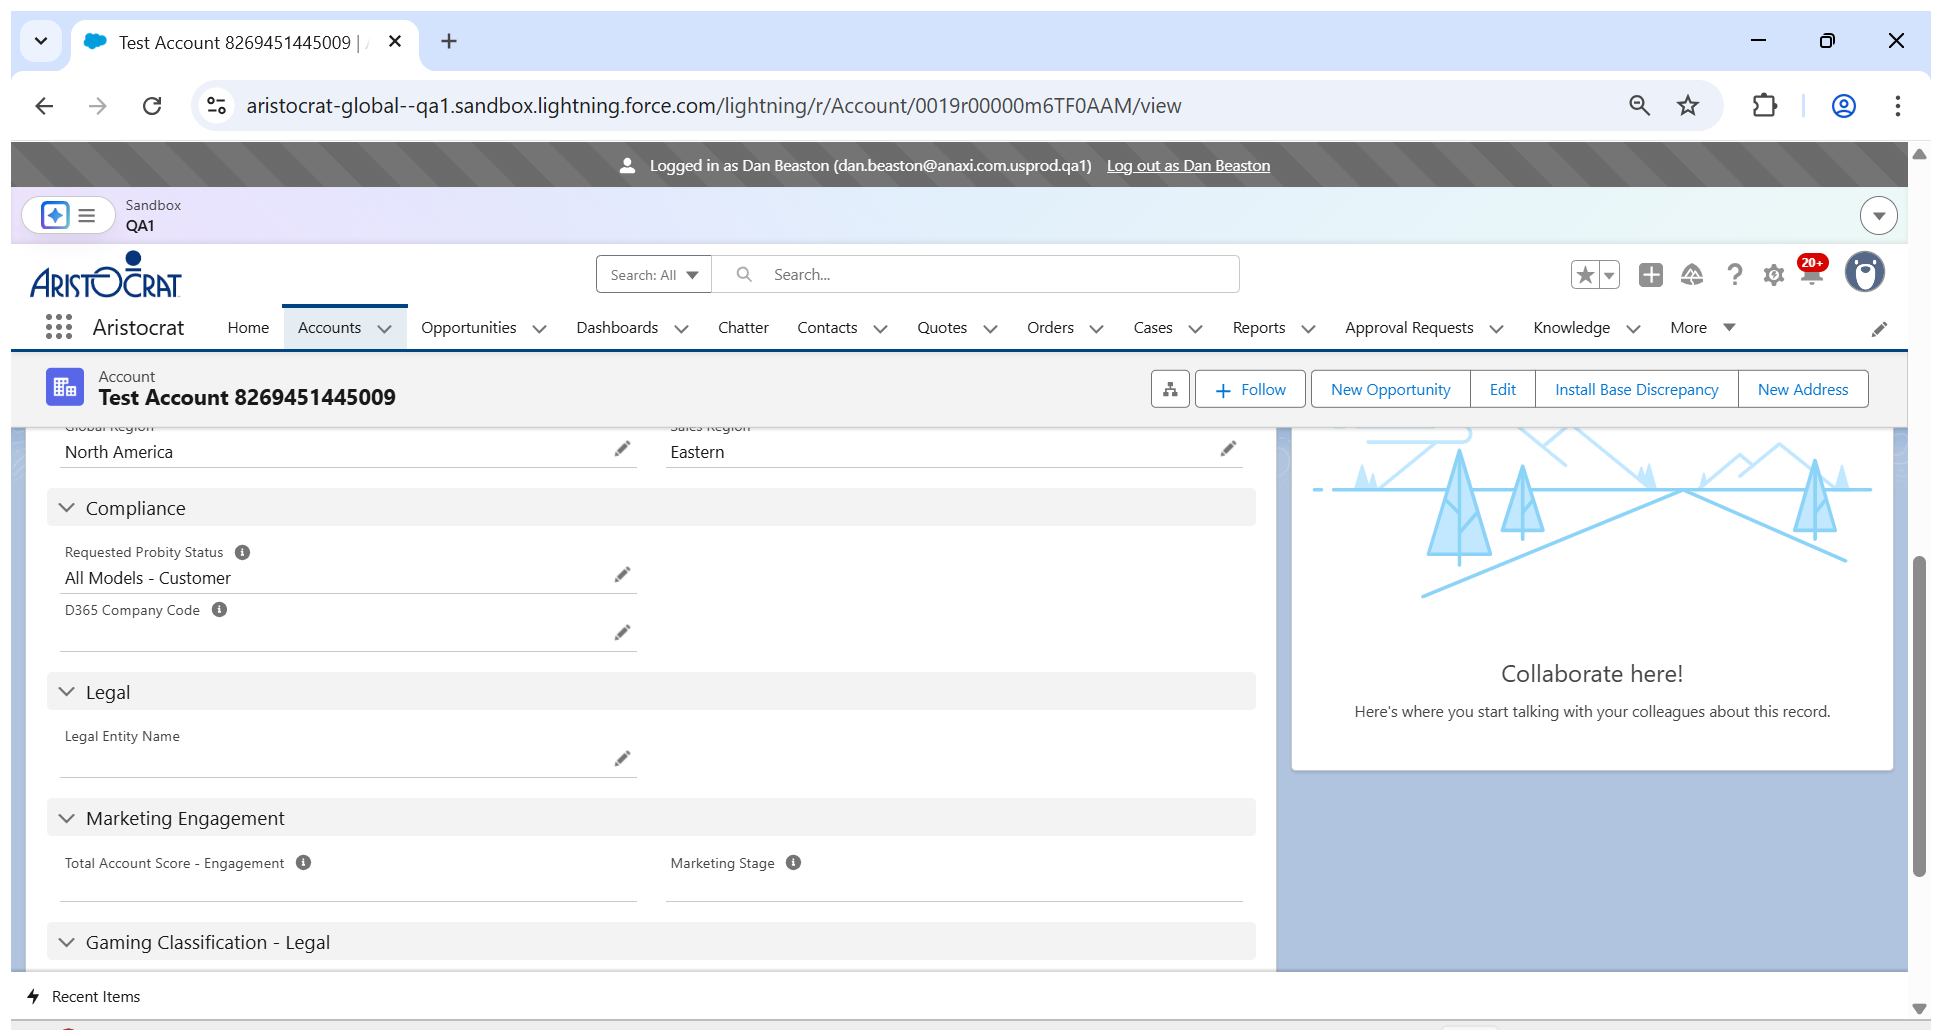 Test Account 8269451445009 |
aristocrat-global--qa1.sandbox.lightning.force.com/lightning/r/Account/0019r00000m6TF0AAM/view
Logged in as Dan Beaston (dan.beaston@anaxi.com.usprod.qa1) Log out as Dan Beaston
Sandbox
QA1
ARISTOCRAT
Search: All Search...
20+
Aristocrat Home Accounts Opportunities Dashboards Chatter Contacts Quotes Orders Cases Reports Approval Requests Knowledge More
Account
Test Account 8269451445009
Follow New Opportunity Edit Install Base Discrepancy New Address
Global Region Sales Region
North America Eastern
Compliance
Requested Probity Status
All Models - Customer
D365 Company Code
Legal
Legal Entity Name
Marketing Engagement
Total Account Score - Engagement Marketing Stage
Gaming Classification - Legal
Collaborate here!
Here's where you start talking with your colleagues about this record.
Recent Items